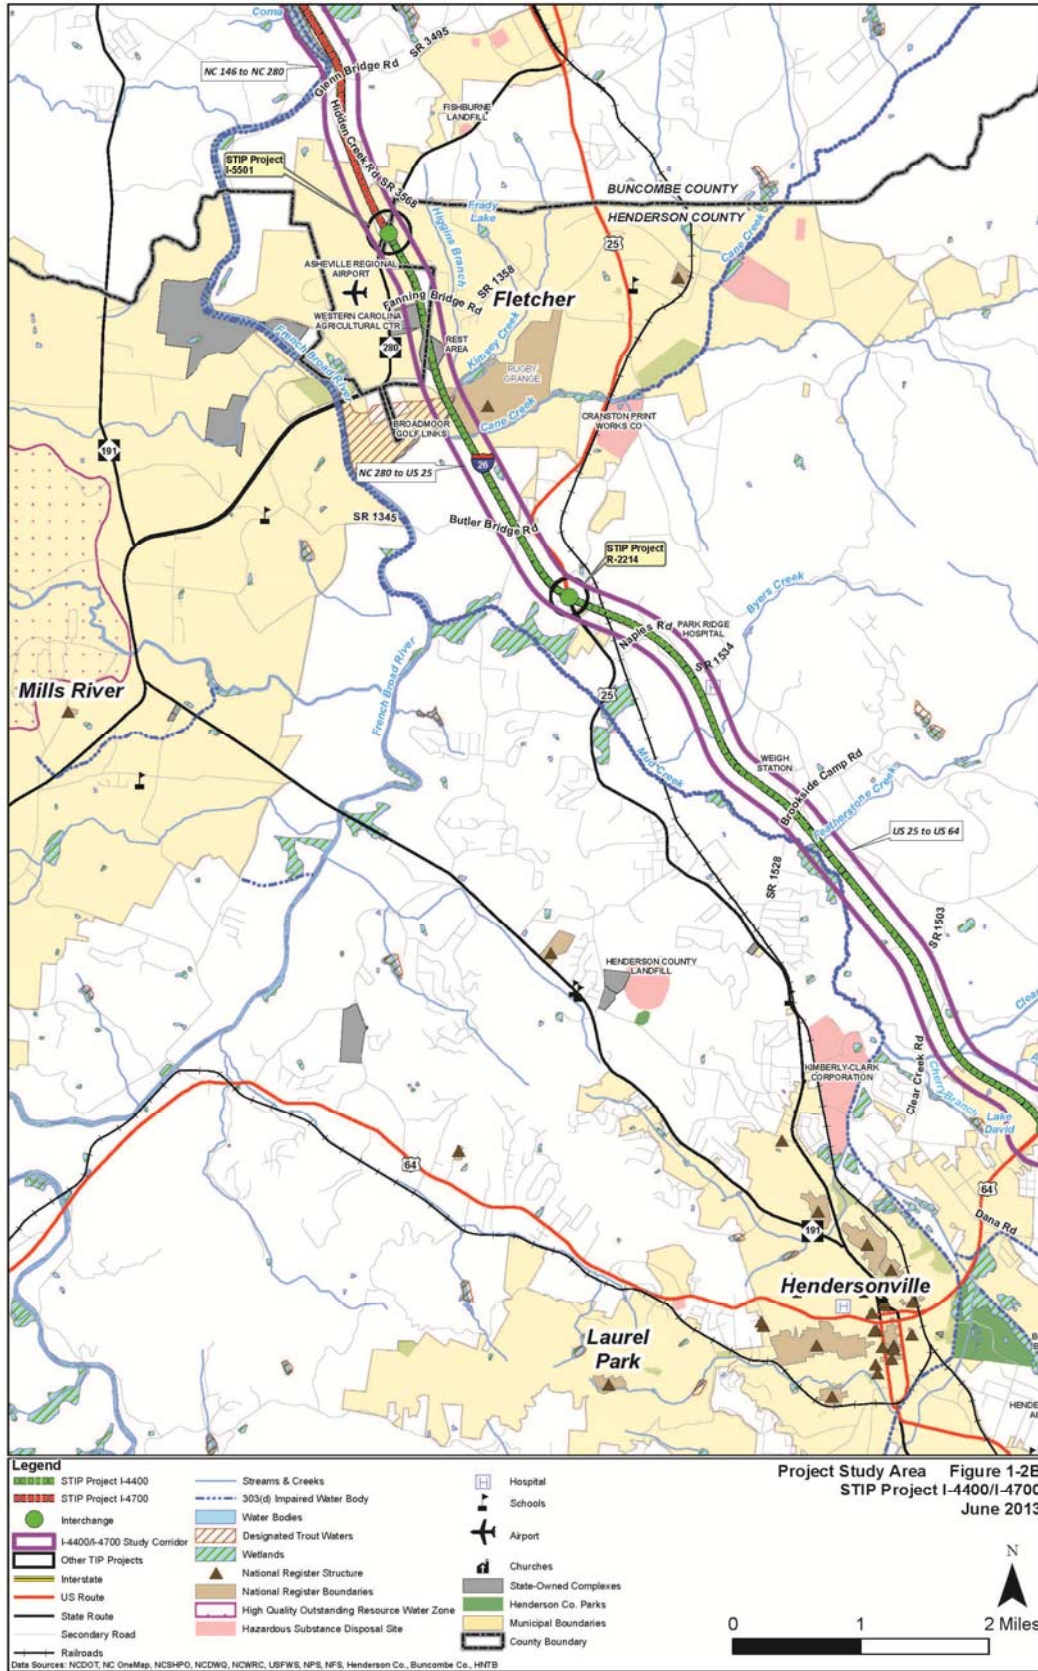 Coma
SR 3495
NC 146 to NC 280
Glenn Bridge Rd
FISHBURNE
LANDFILL
Hidden Creek Rd
SR 3568
STIP Project
I-5501
BUNCOMBE COUNTY
HENDERSON COUNTY
Frady
Lake
Higgins Branch
25
Cane Creek
ASHEVILLE REGIONAL
AIRPORT
SR 1358
Fanning Bridge Rd
Fletcher
WESTERN CAROLINA
AGRICULTURAL CTR
280
REST
AREA
Kimsey Creek
French Broad River
RUGBY
GRANGE
BROADMOOR
GOLF LINKS
Cane Creek
CRANSTON PRINT
WORKS CO
191
NC 280 to US 25
26
SR 1345
Butler Bridge Rd
STIP Project
R-2214
Byers Creek
Naples Rd
PARK RIDGE
HOSPITAL
SR 1534
H
Mills River
French Broad River
25
Mud Creek
WEIGH
STATION
Brookside Camp Rd
Featherstone Creek
US 25 to US 64
SR 1528
SR1503
HENDERSON COUNTY
LANDFILL
Clear
KIMBERLY-CLARK
CORPORATION
Clear Creek Rd
Cherry Branch
Lake
David
64
64
Dana Rd
191
Hendersonville
H
Laurel
Park
B
HENDE
Legend
STIP Project I-4400
STIP Project I-4700
Interchange
I-4400/I-4700 Study Corridor
Other TIP Projects
Interstate
US Route
State Route
Secondary Road
Railroads
Streams & Creeks
303(d) Impaired Water Body
Water Bodies
Designated Trout Waters
Wetlands
National Register Structure
National Register Boundaries
High Quality Outstanding Resource Water Zone
Hazardous Substance Disposal Site
H Hospital
Schools
Airport
Churches
State-Owned Complexes
Henderson Co. Parks
Municipal Boundaries
County Boundary
Project Study Area Figure 1-2B
STIP Project I-4400/I-4700
June 2013
N
0 1 2 Miles
Data Sources: NCDOT, NC OneMap, NCSHPO, NCDWQ, NCWRC, USFWS, NPS, NFS, Henderson Co., Buncombe Co., HNTB